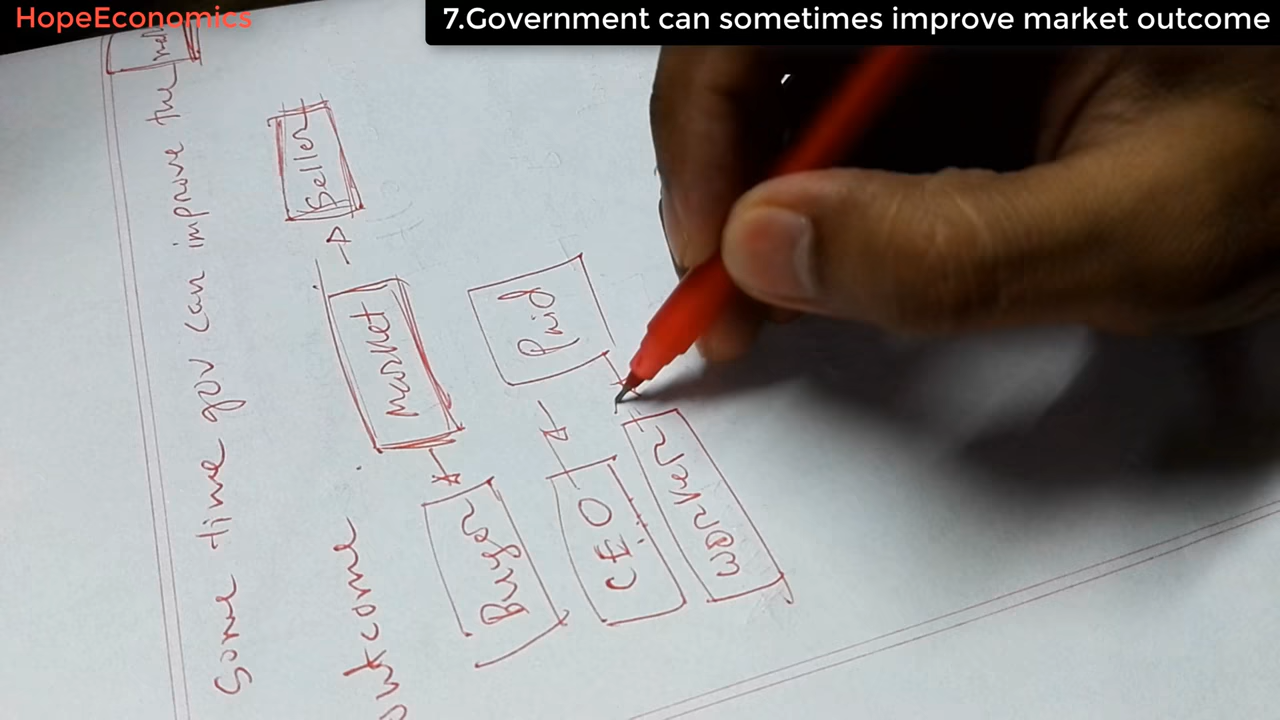 HopeEconomics
7.Government can sometimes improve market outcome
Some time gov can improve the
outcome.
Seller
Market
Buyer
Paid
CEO
Worker